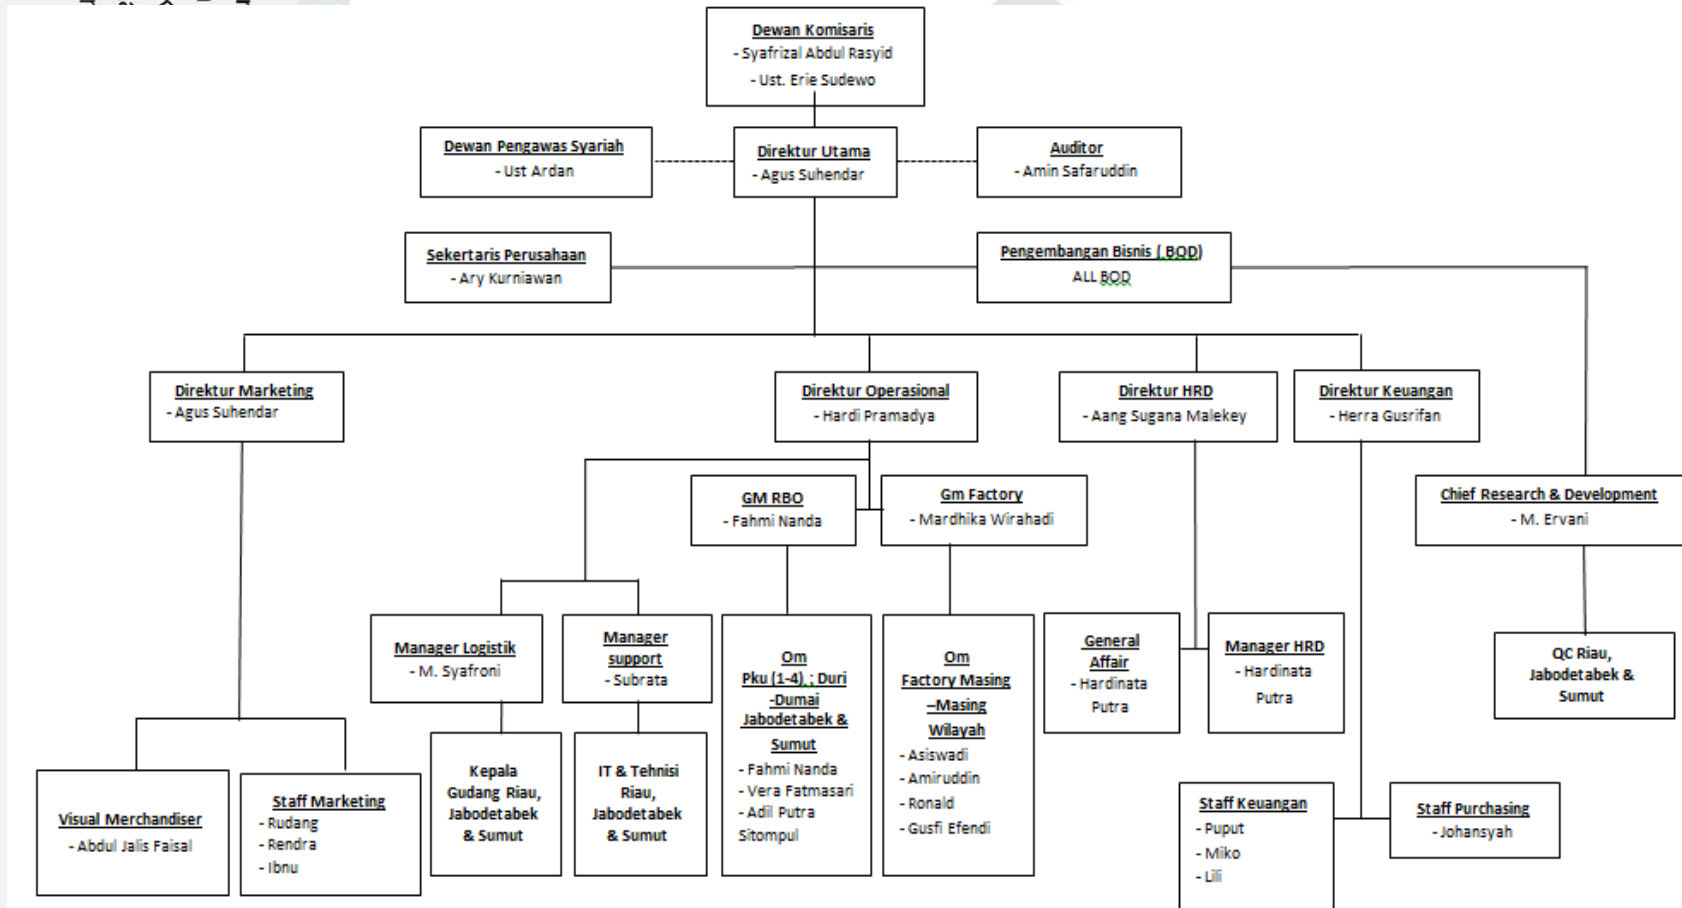 Dewan Komisaris
- Syafrizal Abdul Rasyid
- Ust. Erie Sudewo
Dewan Pengawas Syariah
- Ust Ardan
Direktur Utama
- Agus Suhendar
Auditor
- Amin Safaruddin
Sekertaris Perusahaan
- Ary Kurniawan
Pengembangan Bisnis ( BOD)
ALL BOD
Direktur Marketing
- Agus Suhendar
Direktur Operasional
- Hardi Pramadya
Direktur HRD
- Aang Sugana Malekey
Direktur Keuangan
- Herra Gusrifan
GM RBO
- Fahmi Nanda
Gm Factory
- Mardhika Wirahadi
Chief Research & Development
- M. Ervani
Manager Logistik
- M. Syafroni
Manager
support
- Subrata
Om
Pku (1-4) ; Duri
-Dumai
Jabodetabek &
Sumut
- Fahmi Nanda
- Vera Fatmasari
- Adil Putra
Sitompul
Om
Factory Masing
–Masing
Wilayah
- Asiswadi
- Amiruddin
- Ronald
- Gusfi Efendi
General
Affair
- Hardinata
Putra
Manager HRD
- Hardinata
Putra
QC Riau,
Jabodetabek &
Sumut
Visual Merchandiser
- Abdul Jalis Faisal
Staff Marketing
- Rudang
- Rendra
- Ibnu
Kepala
Gudang Riau,
Jabodetabek
& Sumut
IT & Tehnisi
Riau,
Jabodetabek
& Sumut
Staff Keuangan
- Puput
- Miko
- Lili
Staff Purchasing
- Johansyah